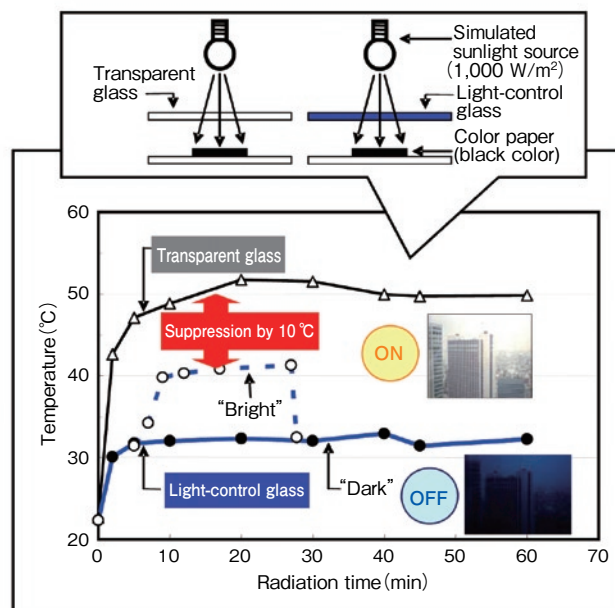 Simulated
sunlight source
(1,000 W/m²)
Transparent
glass
Light-control
glass
Color paper
(black color)
60
50
40
30
20
Temperature(℃)
Transparent glass
Suppression by 10℃
"Bright"
ON
Light-control glass
"Dark"
OFF
0
10
20
30
40
50
60
70
Radiation time(min)